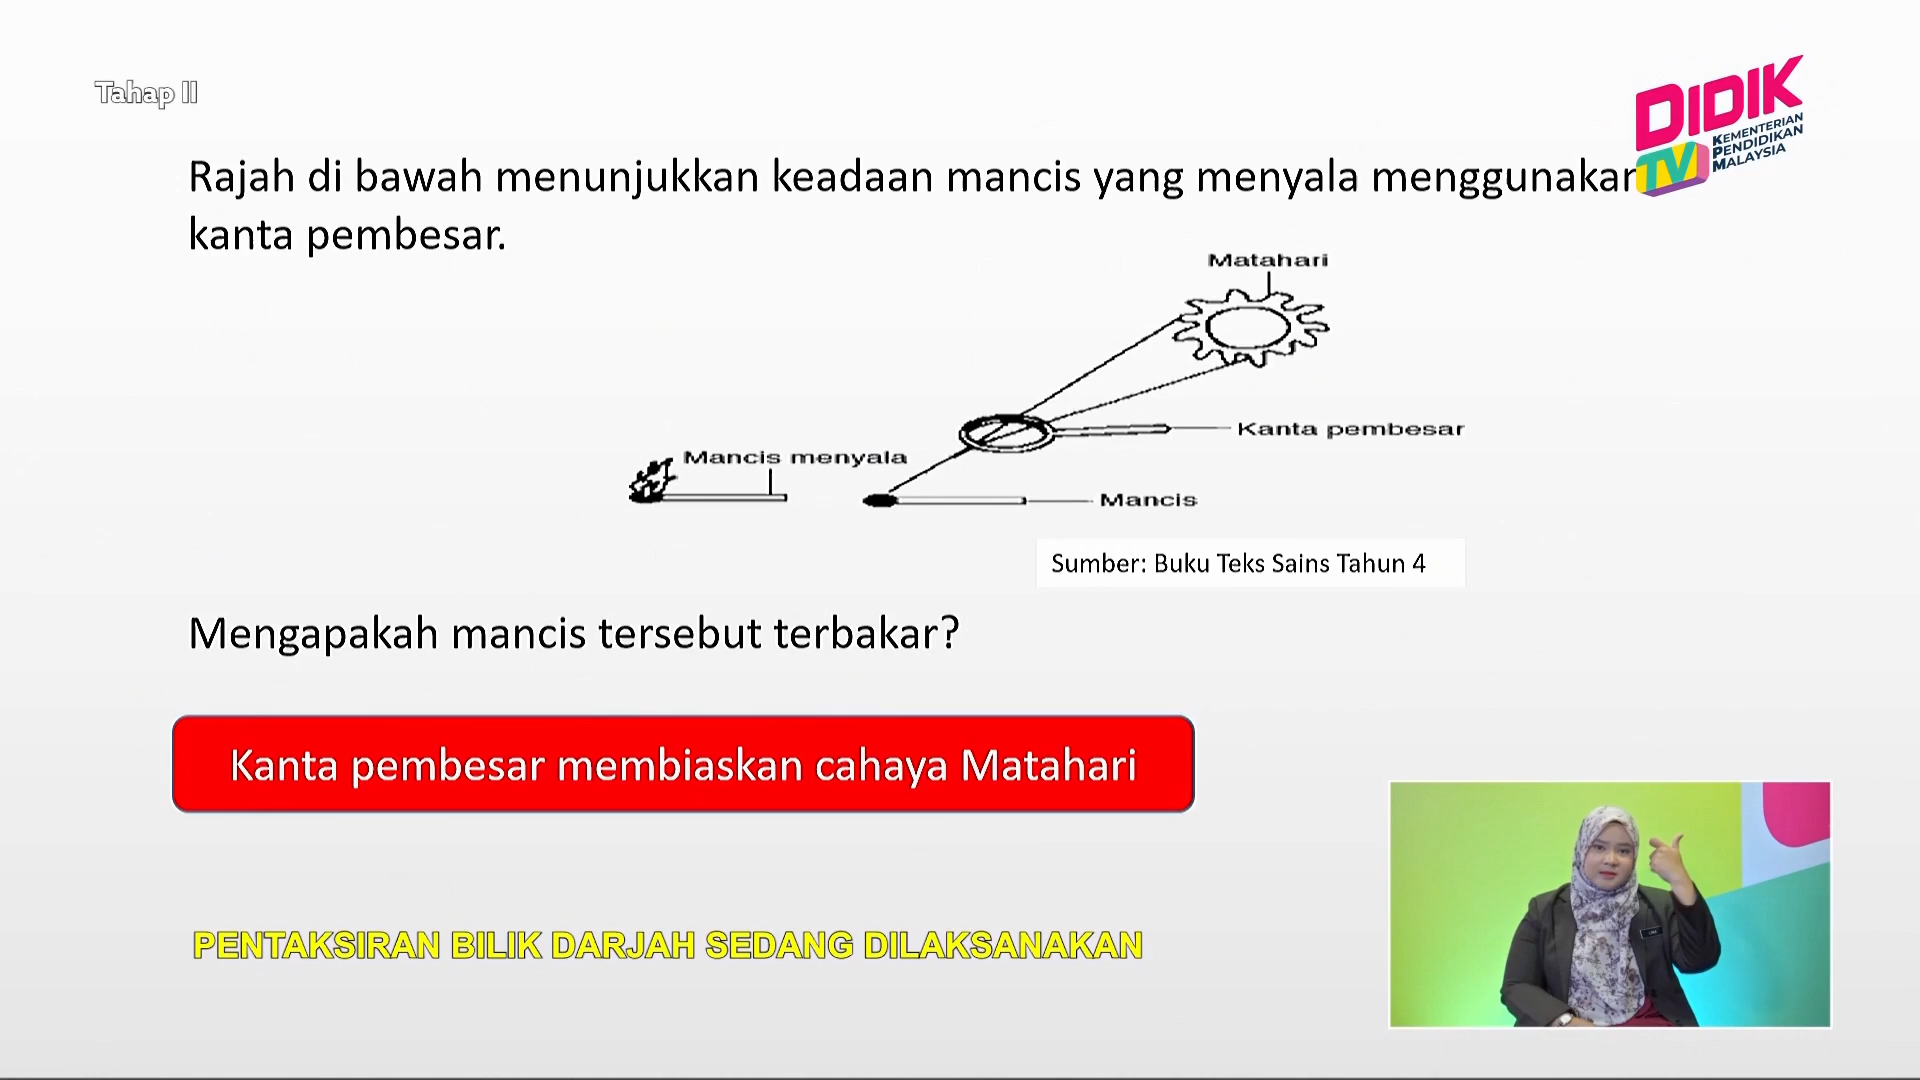 Tahap II
DIDIK
TV
KEMENTERIAN
PENDIDIKAN
MALAYSIA
Rajah di bawah menunjukkan keadaan mancis yang menyala menggunakan
kanta pembesar.
Matahari
Kanta pembesar
Mancis menyala
Mancis
Sumber: Buku Teks Sains Tahun 4
Mengapakah mancis tersebut terbakar?
Kanta pembesar membiaskan cahaya Matahari
PENTAKSIRAN BILIK DARJAH SEDANG DILAKSANAKAN